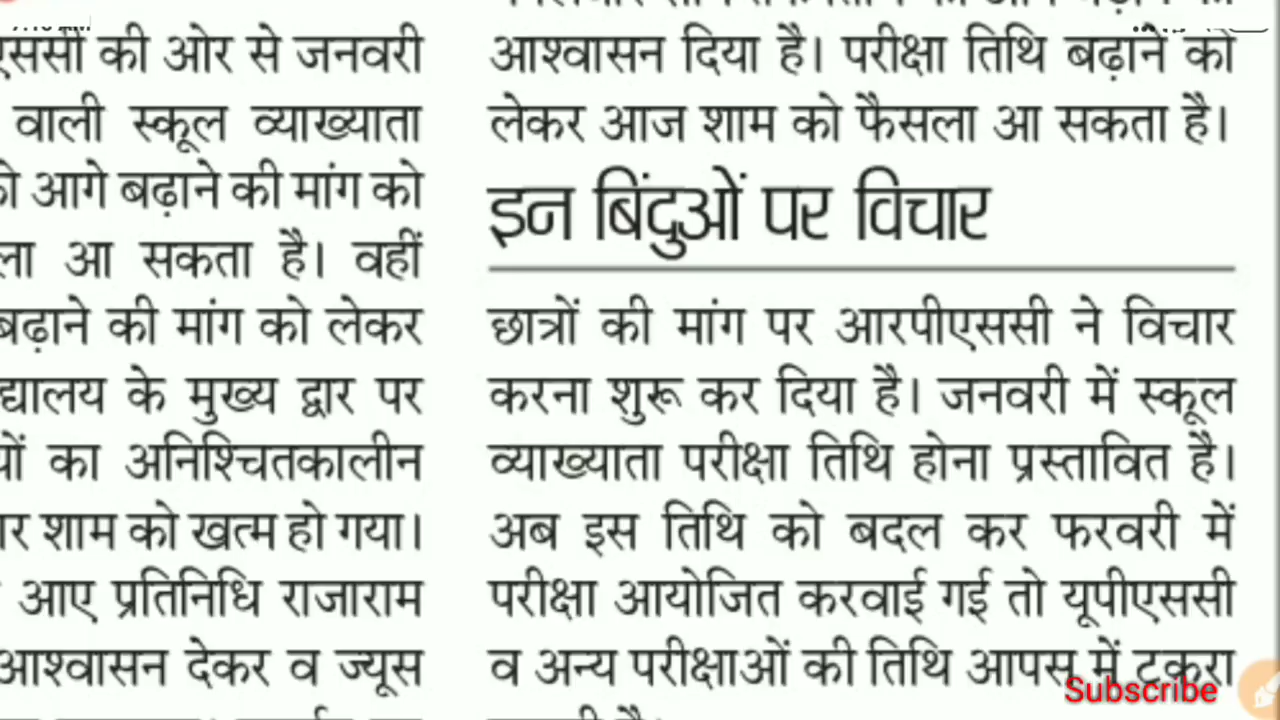 एससी की ओर से जनवरी
वाली स्कूल व्याख्याता
आगे बढ़ाने की मांग को
आ सकता है। वहीं
बढ़ाने की मांग को लेकर
के मुख्य द्वार पर
का अनिश्चितकालीन
शाम को खत्म हो गया।
आए प्रतिनिधि राजाराम
आश्वासन देकर व ज्यूस
आश्वासन दिया है। परीक्षा तिथि बढ़ाने को
लेकर आज शाम को फैसला आ सकता है।
इन बिंदुओं पर विचार
छात्रों की मांग पर आरपीएससी ने विचार
करना शुरू कर दिया है। जनवरी में स्कूल
व्याख्याता परीक्षा तिथि होना प्रस्तावित है।
अब इस तिथि को बदल कर फरवरी में
परीक्षा आयोजित करवाई गई तो यूपीएससी
व अन्य परीक्षाओं की तिथि आपस में टकरा
Subscribe